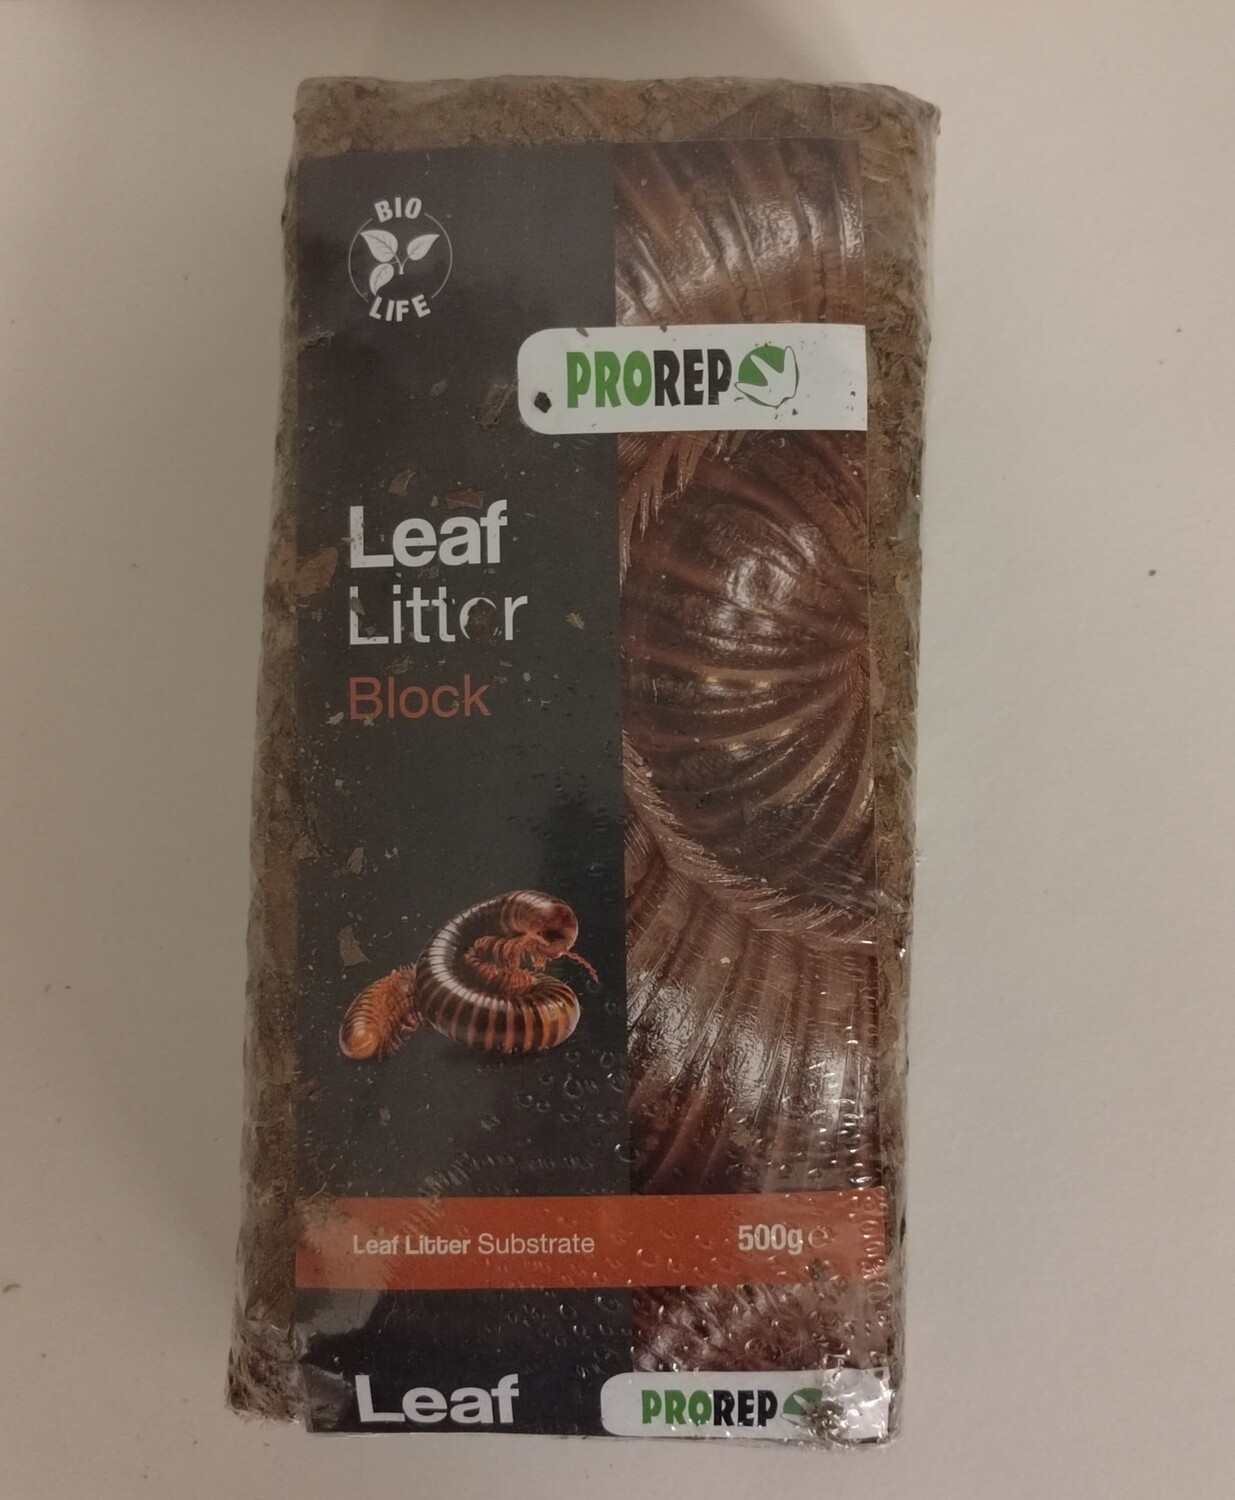 BIO
LIFE
PROREP
Leaf
Litter
Block
Leaf Litter Substrate
500g e
Leaf
PROREP